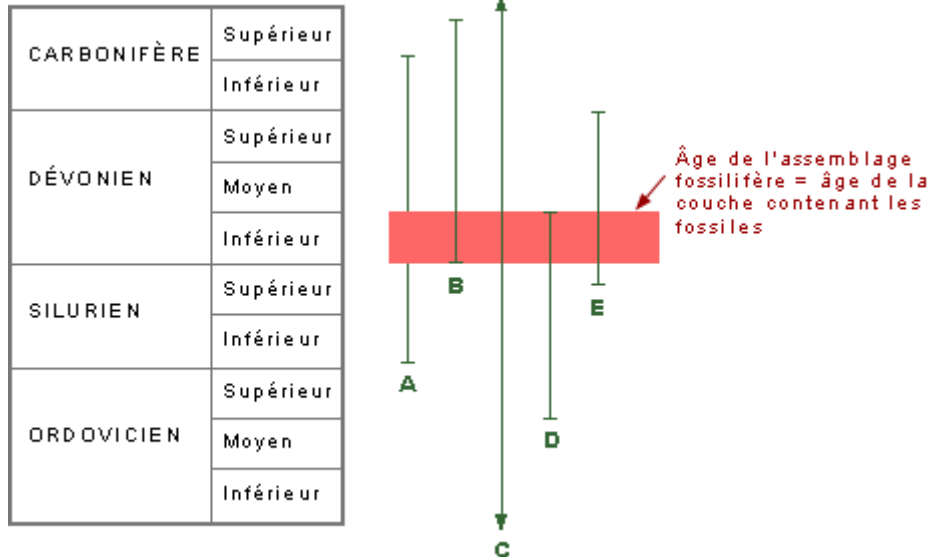 CARBONIFÈRE
Supérieur
Inférieur
DÉVONIEN
Supérieur
Moyen
Inférieur
SILURIEN
Supérieur
Inférieur
ORDOVICIEN
Supérieur
Moyen
Inférieur
A
B
C
D
E
Âge de l'assemblage
fossilifère = âge de la
couche contenant les
fossiles